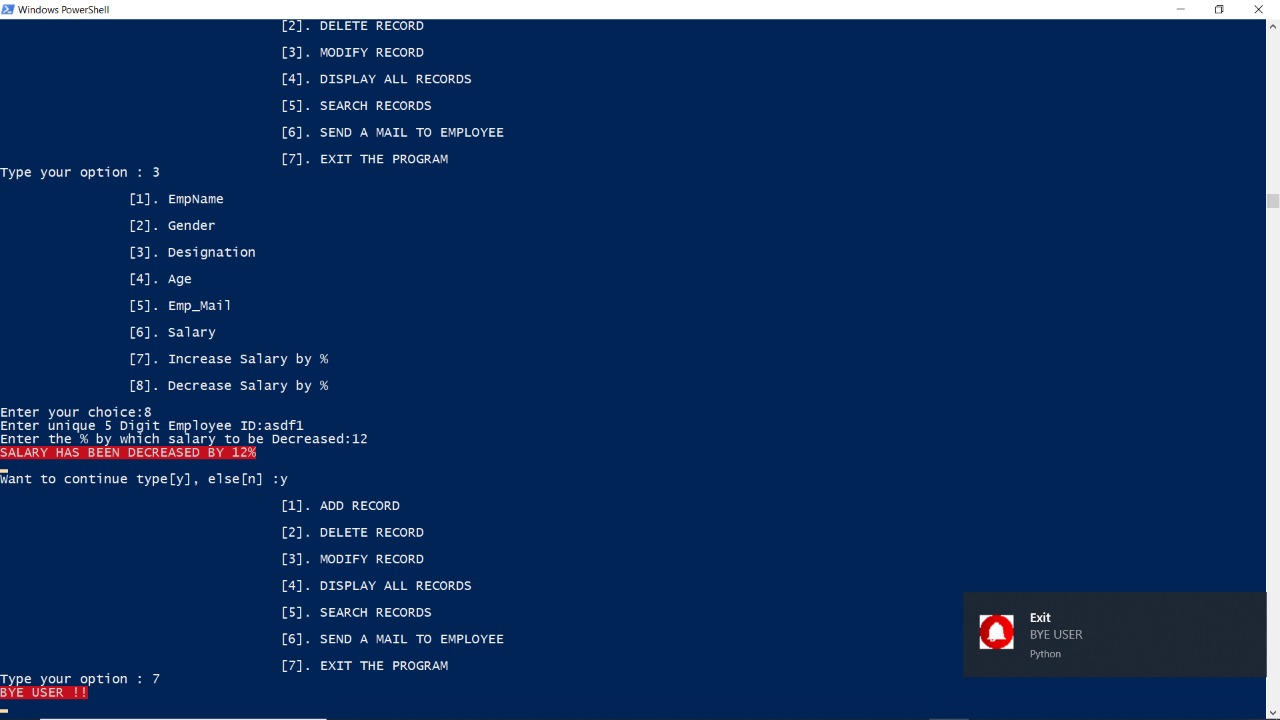 Windows PowerShell
[2]. DELETE RECORD
[3]. MODIFY RECORD
[4]. DISPLAY ALL RECORDS
[5]. SEARCH RECORDS
[6]. SEND A MAIL TO EMPLOYEE
[7]. EXIT THE PROGRAM
Type your option : 3
[1]. EmpName
[2]. Gender
[3]. Designation
[4]. Age
[5]. Emp_Mail
[6]. Salary
[7]. Increase Salary by %
[8]. Decrease Salary by %
Enter your choice:8
Enter unique 5 Digit Employee ID:asdf1
Enter the % by which salary to be Decreased:12
SALARY HAS BEEN DECREASED BY 12%
Want to continue type[y], else[n] :y
[1]. ADD RECORD
[2]. DELETE RECORD
[3]. MODIFY RECORD
[4]. DISPLAY ALL RECORDS
[5]. SEARCH RECORDS
[6]. SEND A MAIL TO EMPLOYEE
[7]. EXIT THE PROGRAM
Type your option : 7
BYE USER !!
Exit
BYE USER
Python